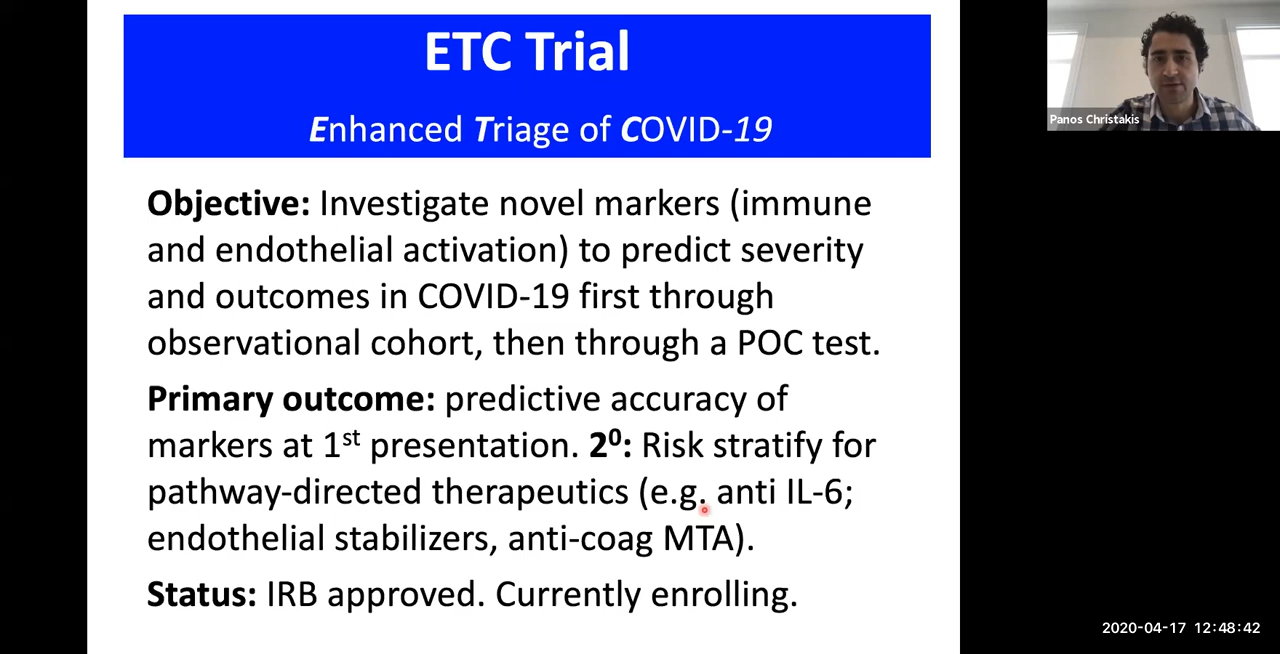 ETC Trial
Enhanced Triage of COVID-19
Objective: Investigate novel markers (immune
and endothelial activation) to predict severity
and outcomes in COVID-19 first through
observational cohort, then through a POC test.
Primary outcome: predictive accuracy of
markers at 1st presentation. 2⁰: Risk stratify for
pathway-directed therapeutics (e.g. anti IL-6;
endothelial stabilizers, anti-coag MTA).
Status: IRB approved. Currently enrolling.
Panos Christakis
2020-04-17 12:48:42